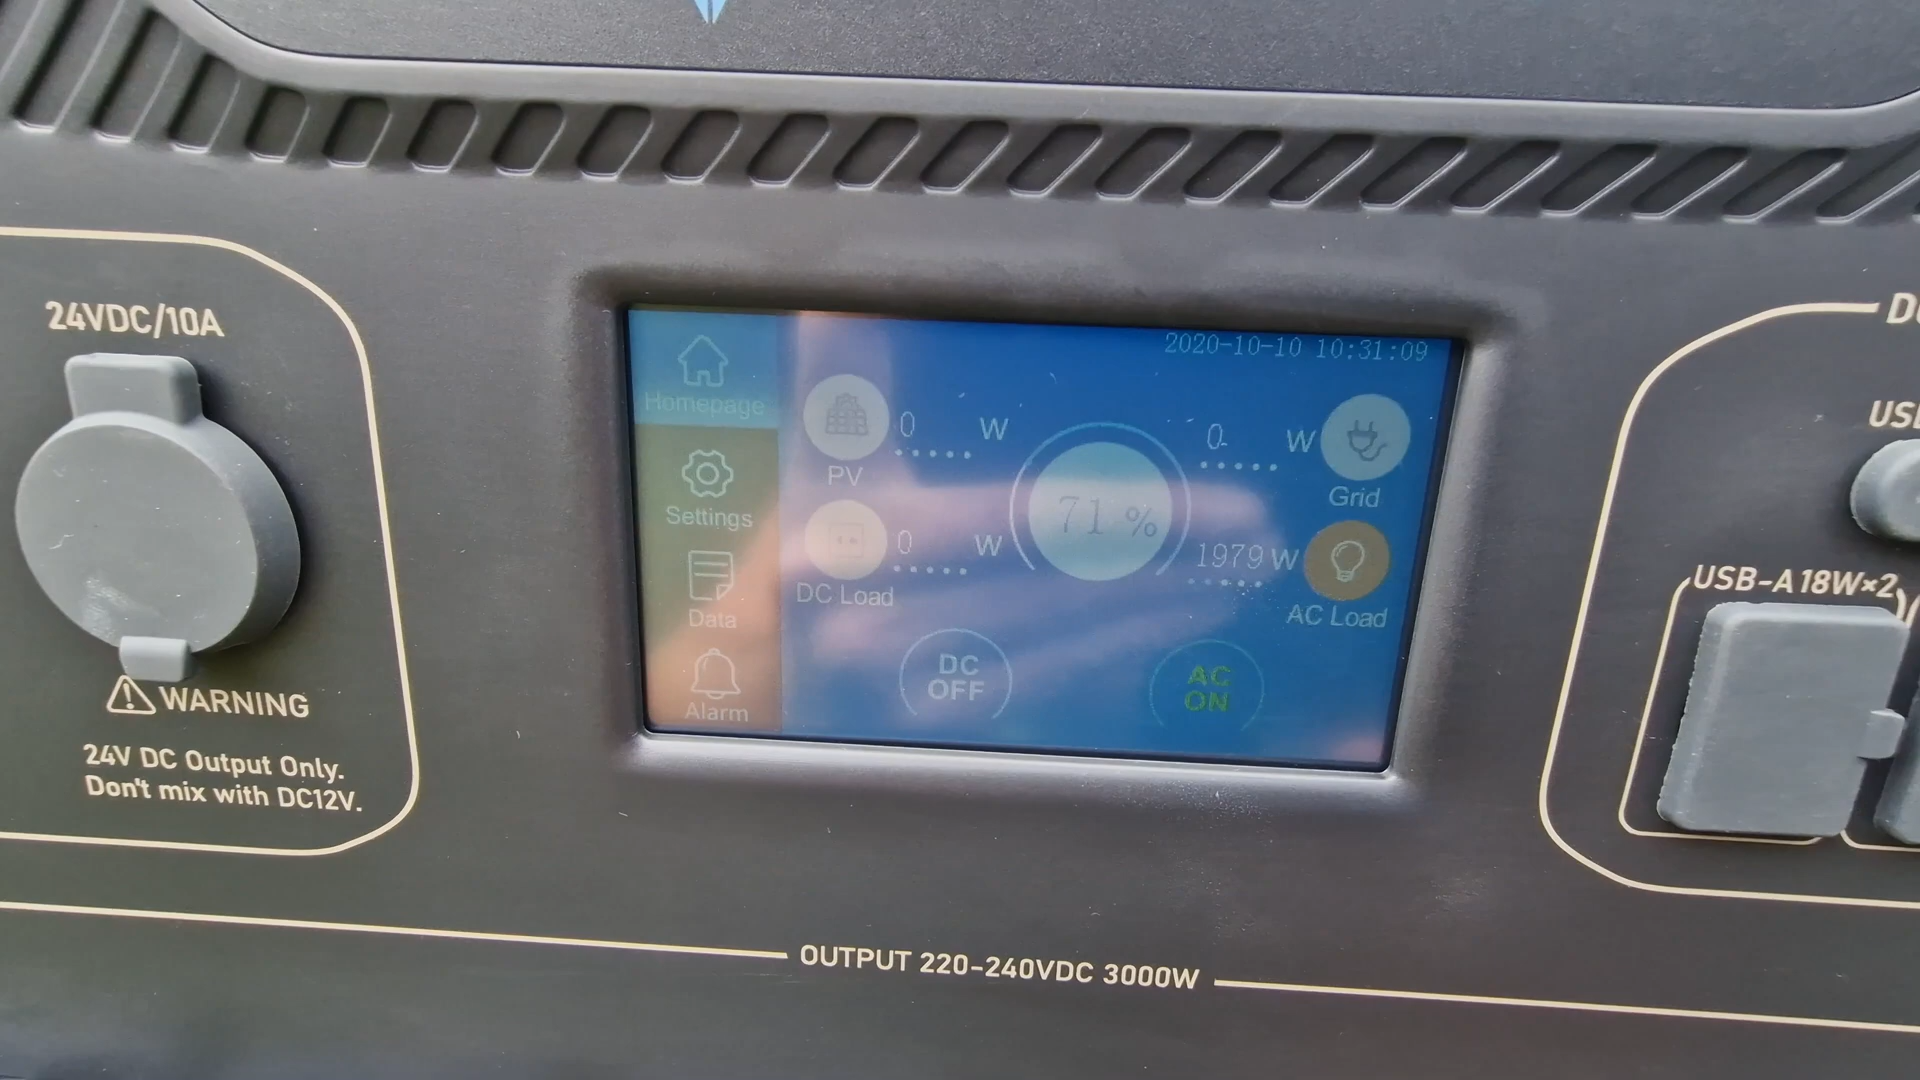 24VDC/10A
WARNING
24V DC Output Only.
Don't mix with DC12V.
Homepage
Settings
Data
Alarm
2020-10-10 10:31:09
0 W
PV
0 W
DC Load
71%
0 W
Grid
1979 W
AC Load
DC
OFF
AC
ON
USB-A 18W×2
OUTPUT 220-240VDC 3000W